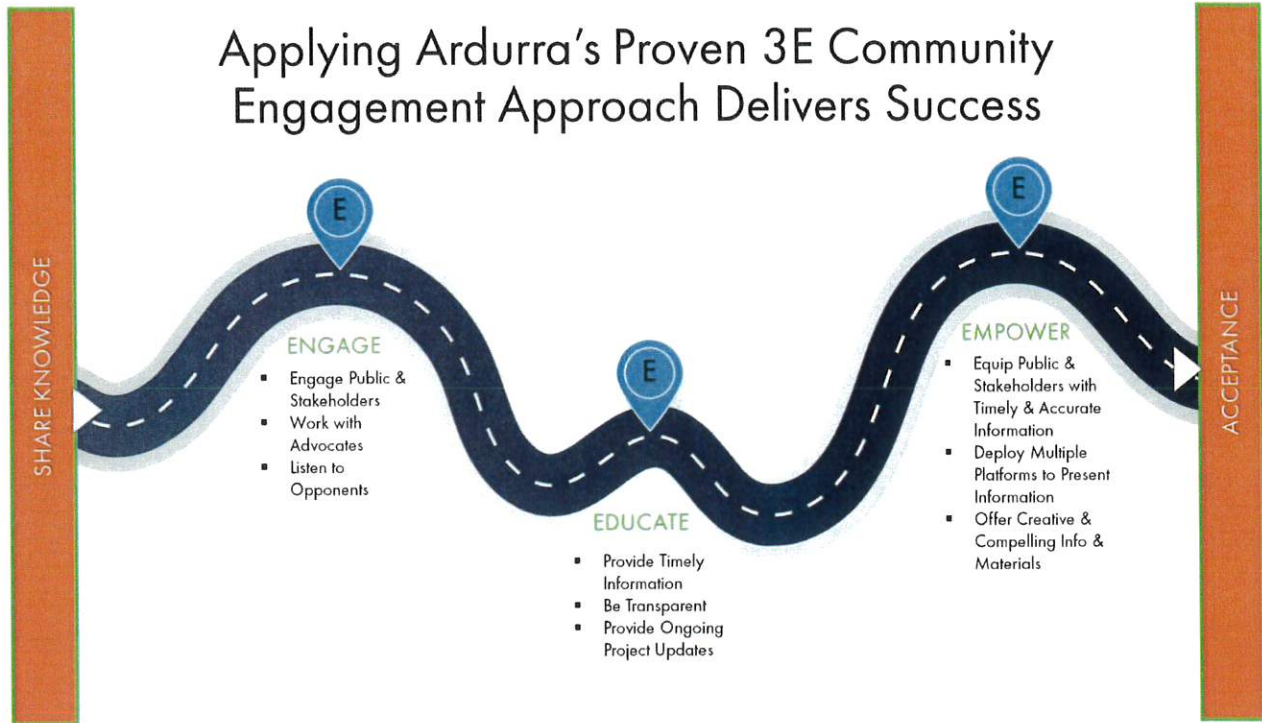 Applying Ardurra's Proven 3E Community
Engagement Approach Delivers Success
SHARE KNOWLEDGE
E
ENGAGE
▪ Engage Public &
Stakeholders
▪ Work with
Advocates
▪ Listen to
Opponents
E
EDUCATE
▪ Provide Timely
Information
▪ Be Transparent
▪ Provide Ongoing
Project Updates
E
EMPOWER
▪ Equip Public &
Stakeholders with
Timely & Accurate
Information
▪ Deploy Multiple
Platforms to Present
Information
▪ Offer Creative &
Compelling Info &
Materials
ACCEPTANCE